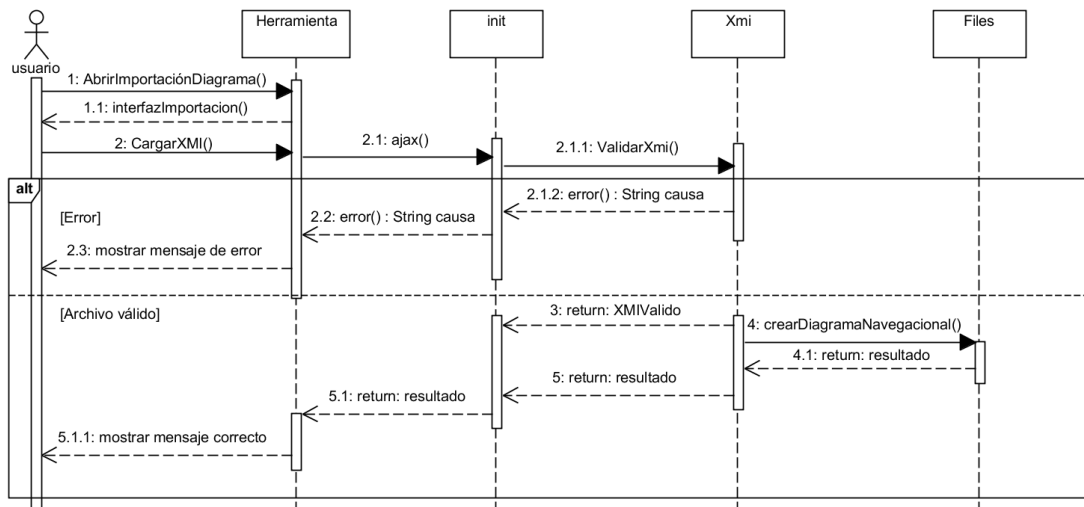 Herramienta
init
Xmi
Files
usuario
1: AbrirImportaciónDiagrama()
1.1: interfazImportacion()
2: CargarXMI()
2.1: ajax()
2.1.1: ValidarXmi()
alt
2.1.2: error() : String causa
[Error]
2.2: error() : String causa
2.3: mostrar mensaje de error
[Archivo válido]
3: return: XMIValido
4: crearDiagramaNavegacional()
4.1: return: resultado
5: return: resultado
5.1: return: resultado
5.1.1: mostrar mensaje correcto